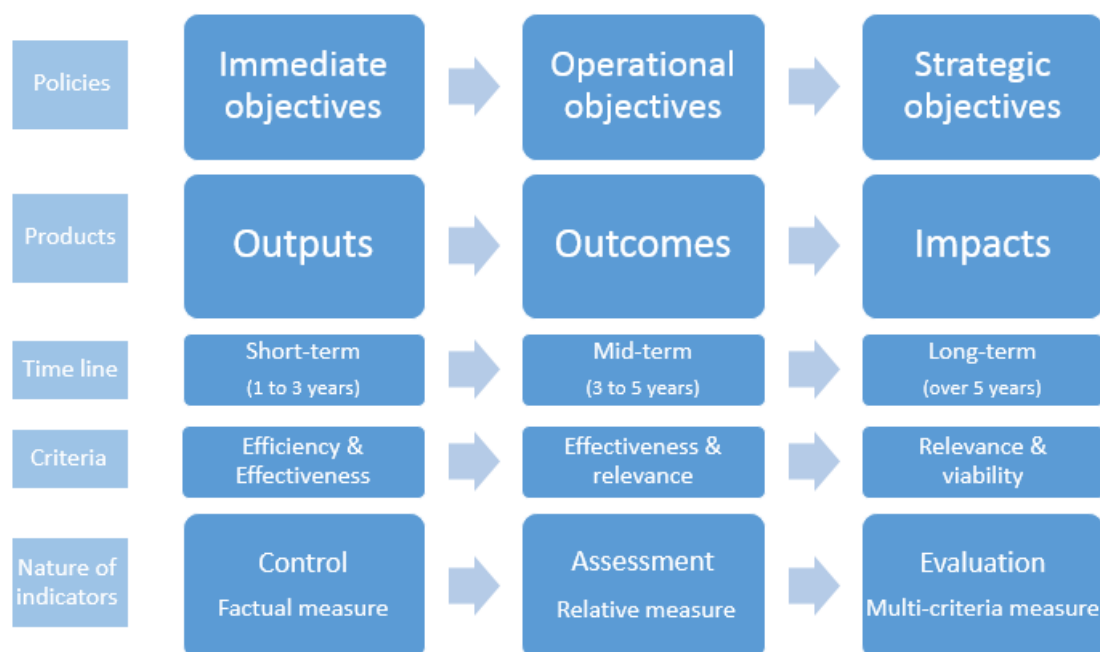 Policies
Immediate
objectives
Operational
objectives
Strategic
objectives
Products
Outputs
Outcomes
Impacts
Time line
Short-term
(1 to 3 years)
Mid-term
(3 to 5 years)
Long-term
(over 5 years)
Criteria
Efficiency &
Effectiveness
Effectiveness &
relevance
Relevance &
viability
Nature of
indicators
Control
Factual measure
Assessment
Relative measure
Evaluation
Multi-criteria measure